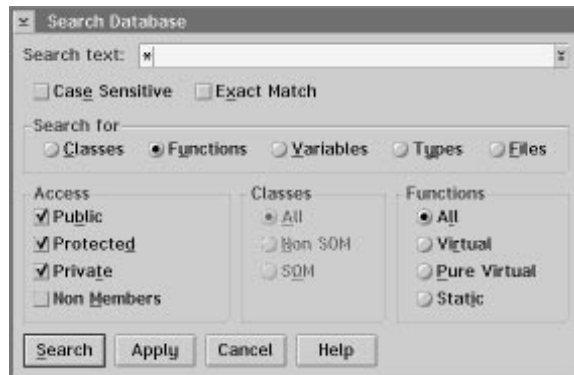 Search Database
Search text: *
Case Sensitive Exact Match
Search for
Classes Functions Variables Types Files
Access
Public
Protected
Private
Non Members
Classes
All
Non SOM
SOM
Functions
All
Virtual
Pure Virtual
Static
Search Apply Cancel Help